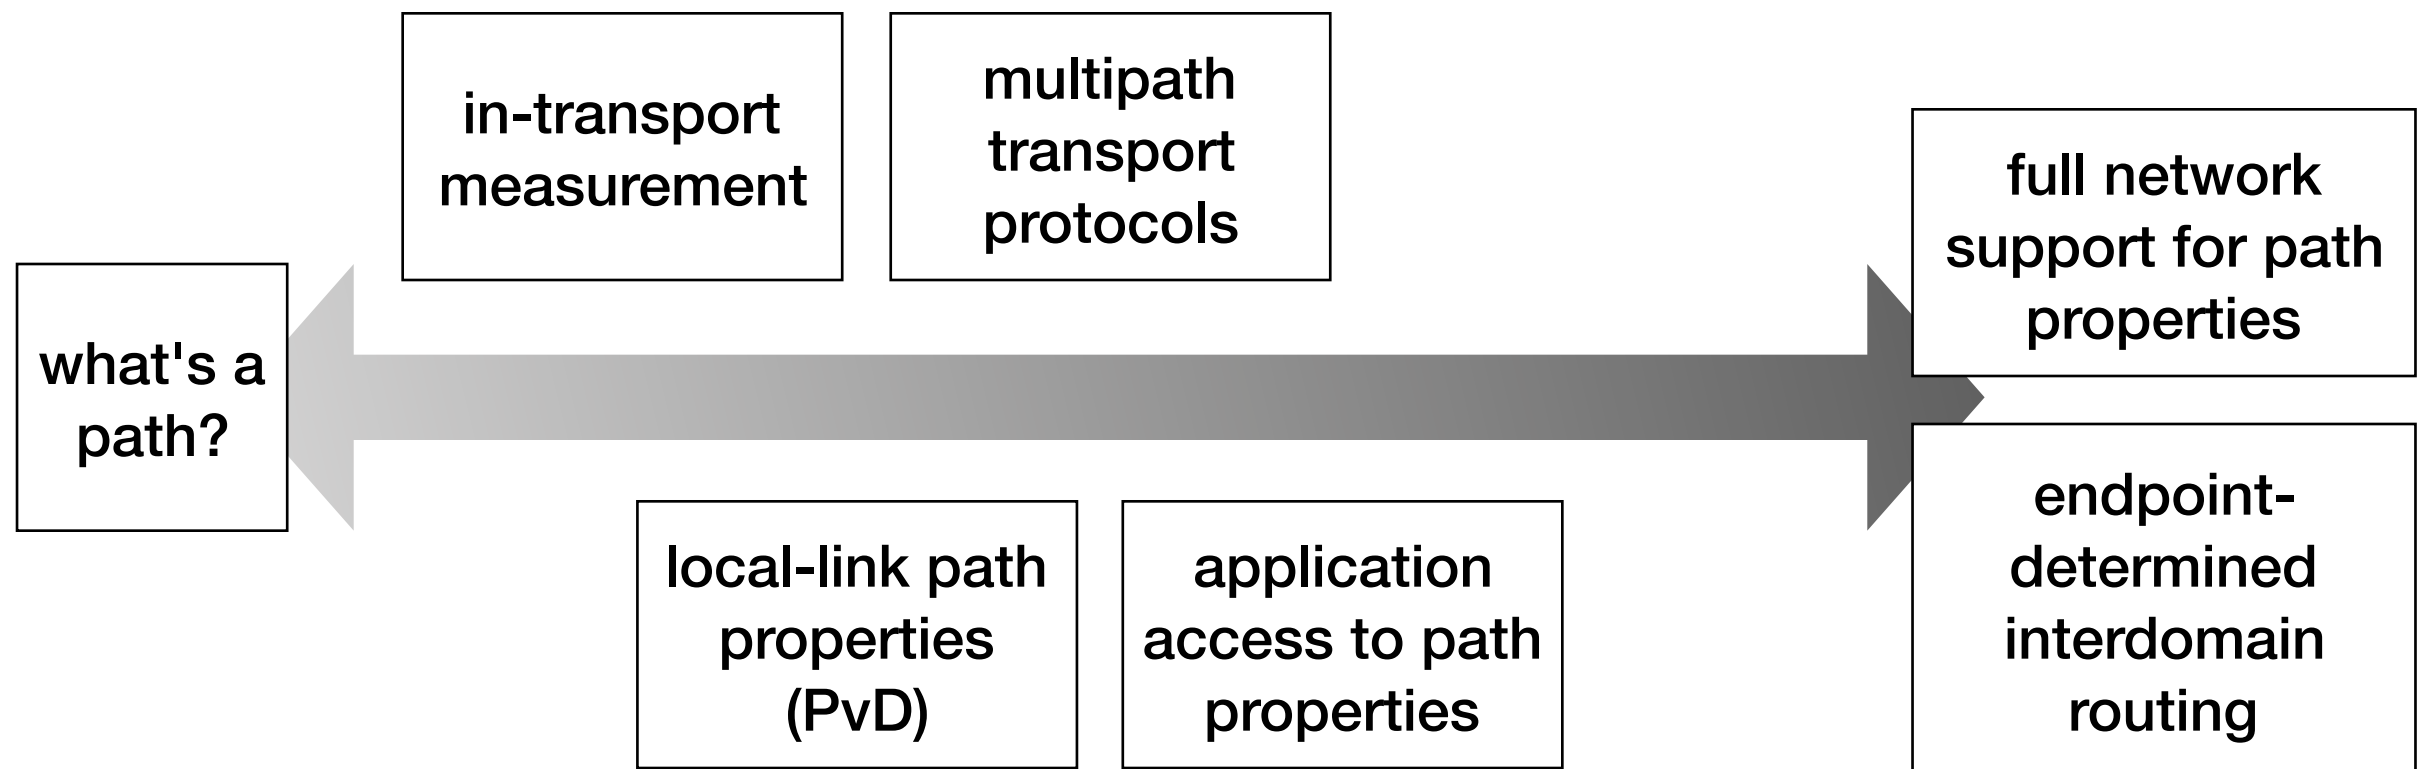 what's a
path?
in-transport
measurement
multipath
transport
protocols
local-link path
properties
(PvD)
application
access to path
properties
full network
support for path
properties
endpoint-
determined
interdomain
routing